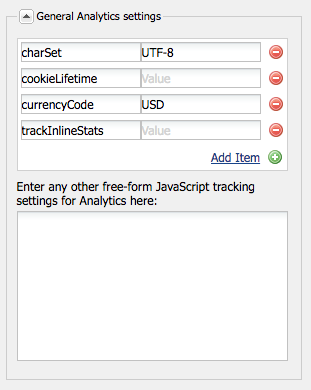 General Analytics settings
charSet UTF-8
cookieLifetime Value
currencyCode USD
trackInlineStats Value
Add Item
Enter any other free-form JavaScript tracking
settings for Analytics here: